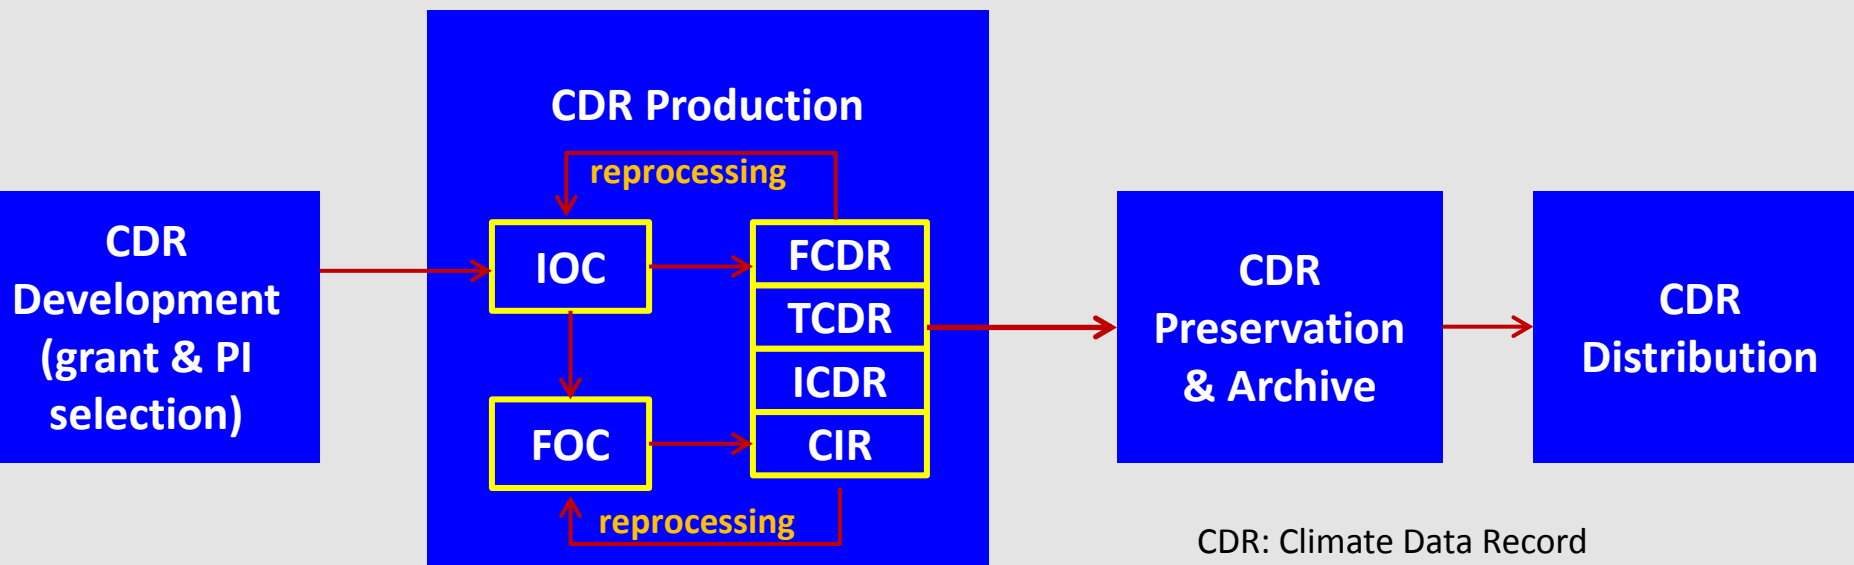 CDR
Development
(grant & PI
selection)
CDR Production
reprocessing
IOC
FOC
FCDR
TCDR
ICDR
CIR
reprocessing
CDR
Preservation
& Archive
CDR
Distribution
CDR: Climate Data Record